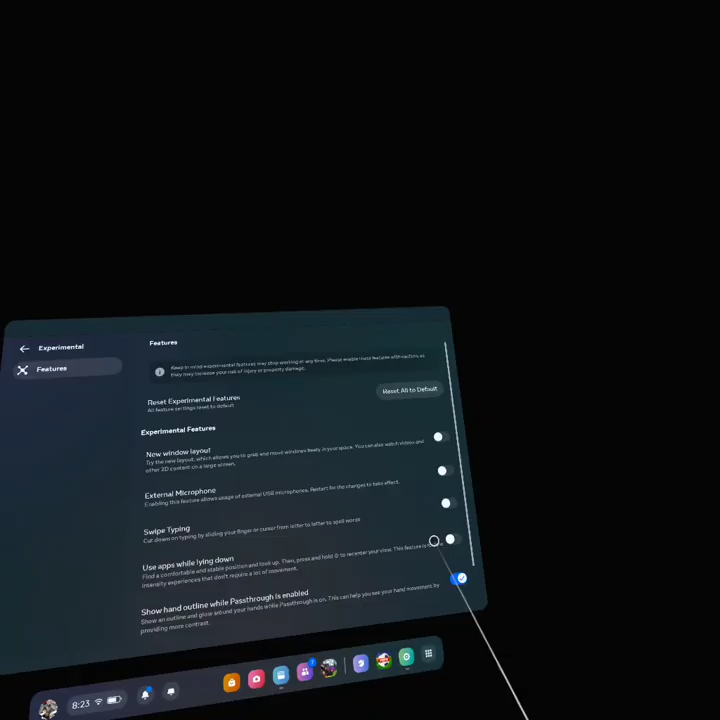 Experimental
Features
Features
Keep in mind experimental features may stop working at any time. Please enable these features with caution, as
they may increase your risk of injury or property damage.
Reset Experimental Features
All feature settings reset to default
Reset All to Default
Experimental Features
New window layout
Try the new layout, which allows you to grab and move windows freely in your space. You can also watch videos and
other 2D content on a large screen.
External Microphone
Enabling this feature allows usage of external USB microphones. Restart for the changes to take effect.
Swipe Typing
Cut down on typing by sliding your finger or cursor from letter to letter to spell words
Use apps while lying down
Find a comfortable and stable position and look up. Then, press and hold to recenter your view. This feature is
intensity experiences that don't require a lot of movement.
Show hand outline while Passthrough is enabled
Show an outline and glow around your hands while Passthrough is on. This can help you see your hand movement by
providing more contrast.
8:23